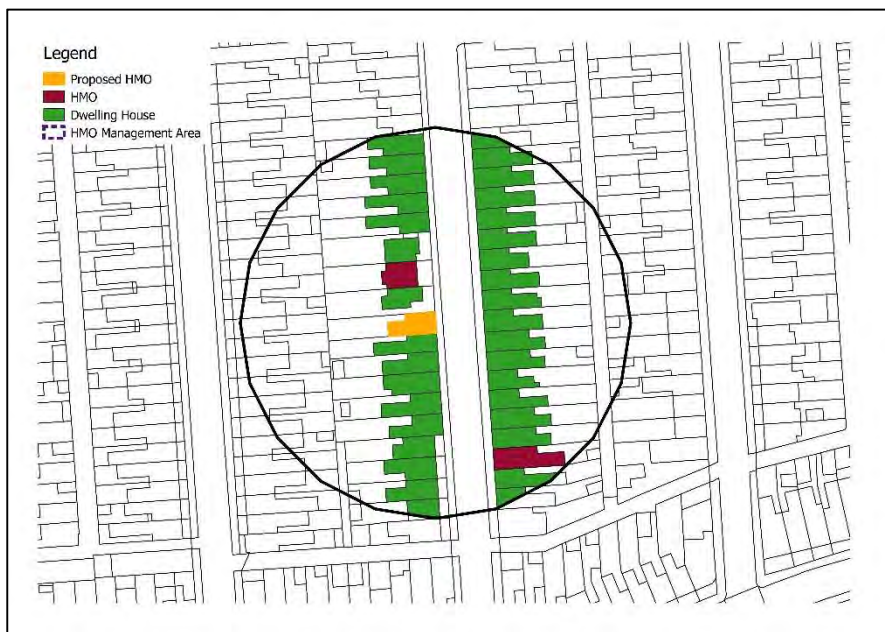 Legend
Proposed HMO
HMO
Dwelling House
HMO Management Area